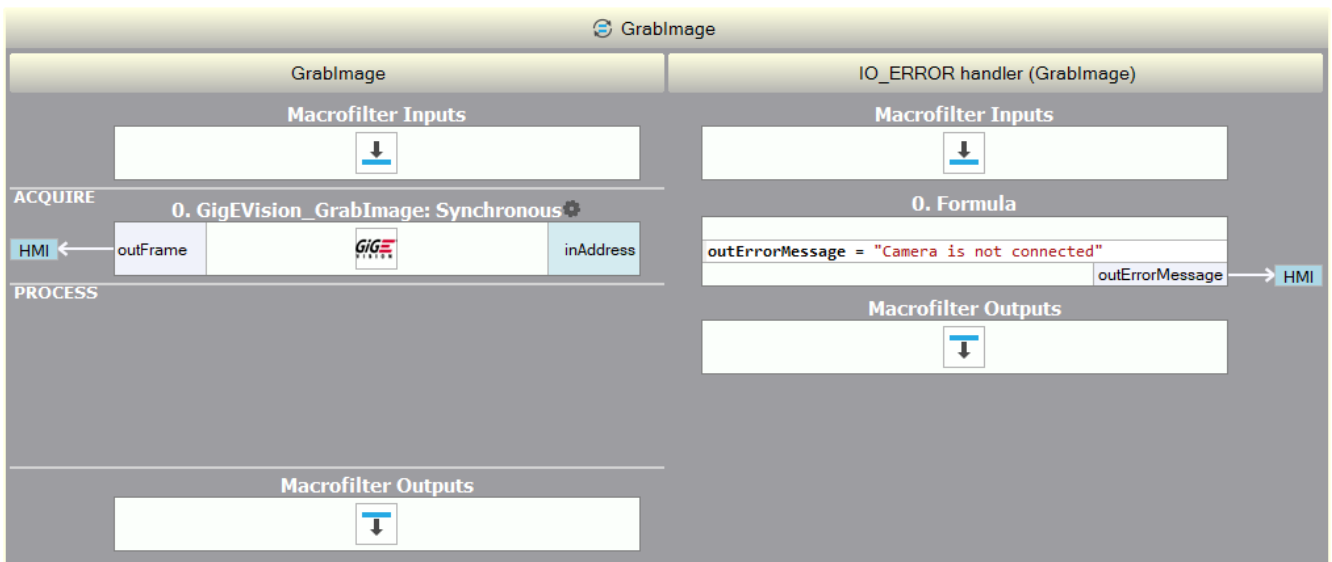 GrabImage
GrabImage
Macrofilter Inputs
ACQUIRE
0. GigEVision_GrabImage: Synchronous
HMI
outFrame
GiGE
VISION
inAddress
PROCESS
Macrofilter Outputs
IO_ERROR handler (GrabImage)
Macrofilter Inputs
0. Formula
outErrorMessage = "Camera is not connected"
outErrorMessage
HMI
Macrofilter Outputs